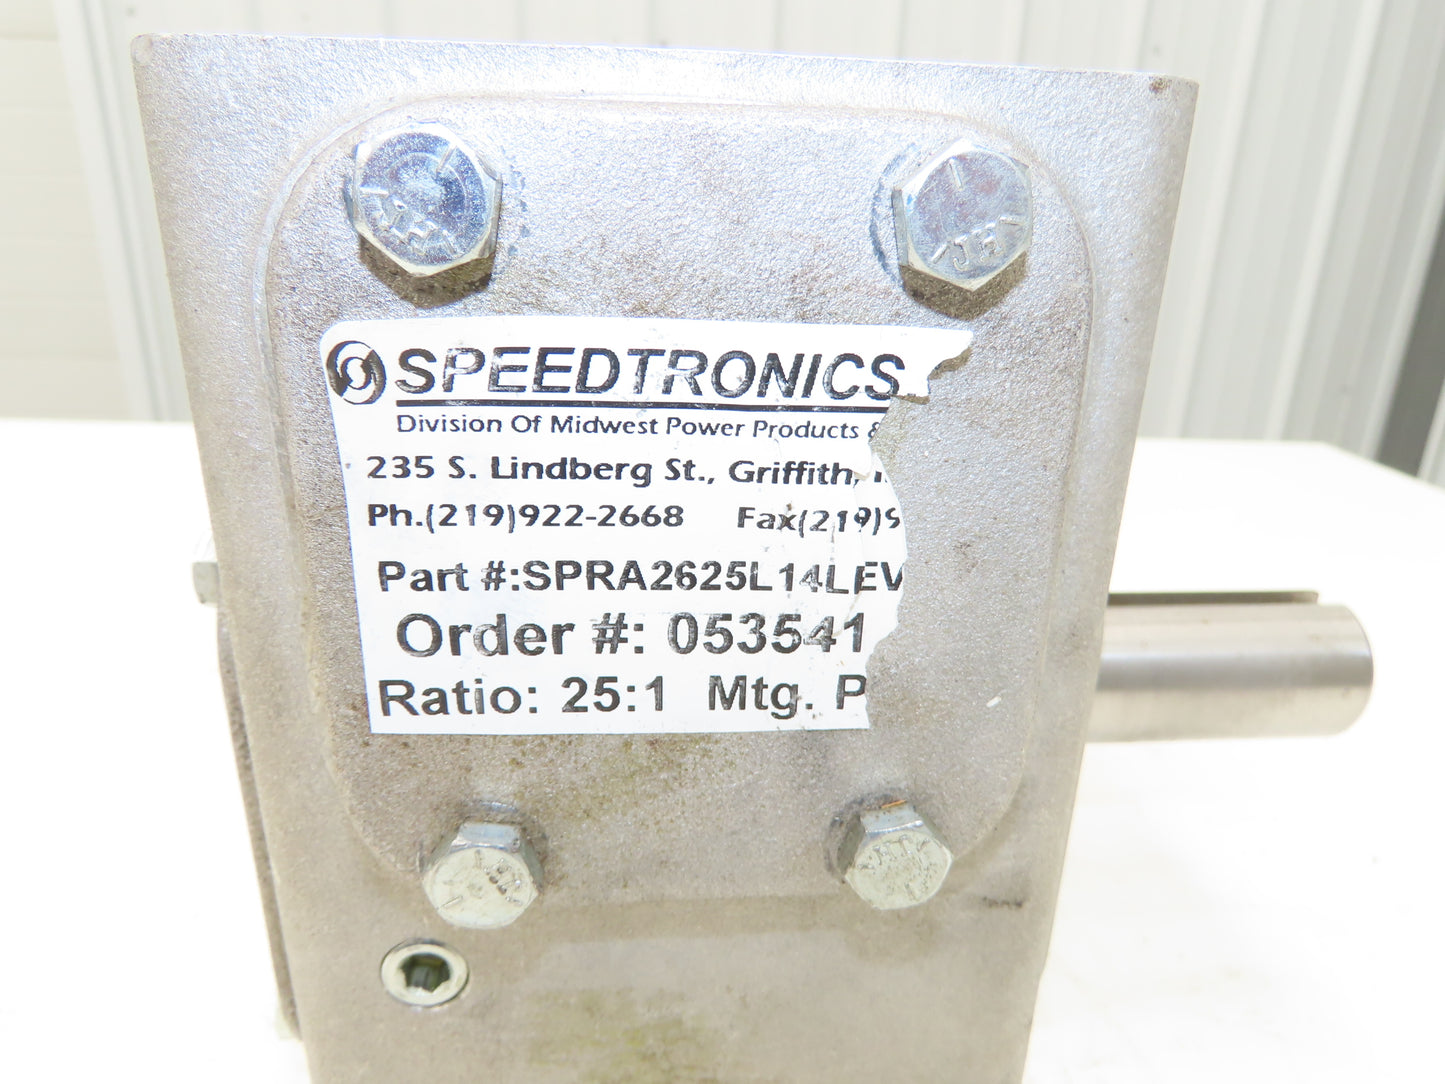 SPEEDTRONICS
Division Of Midwest Power Products &
235 S. Lindberg St., Griffith,
Ph.(219)922-2668 Fax(219)9
Part #:SPRA2625L14LEV
Order #: 053541
Ratio: 25:1 Mtg. P